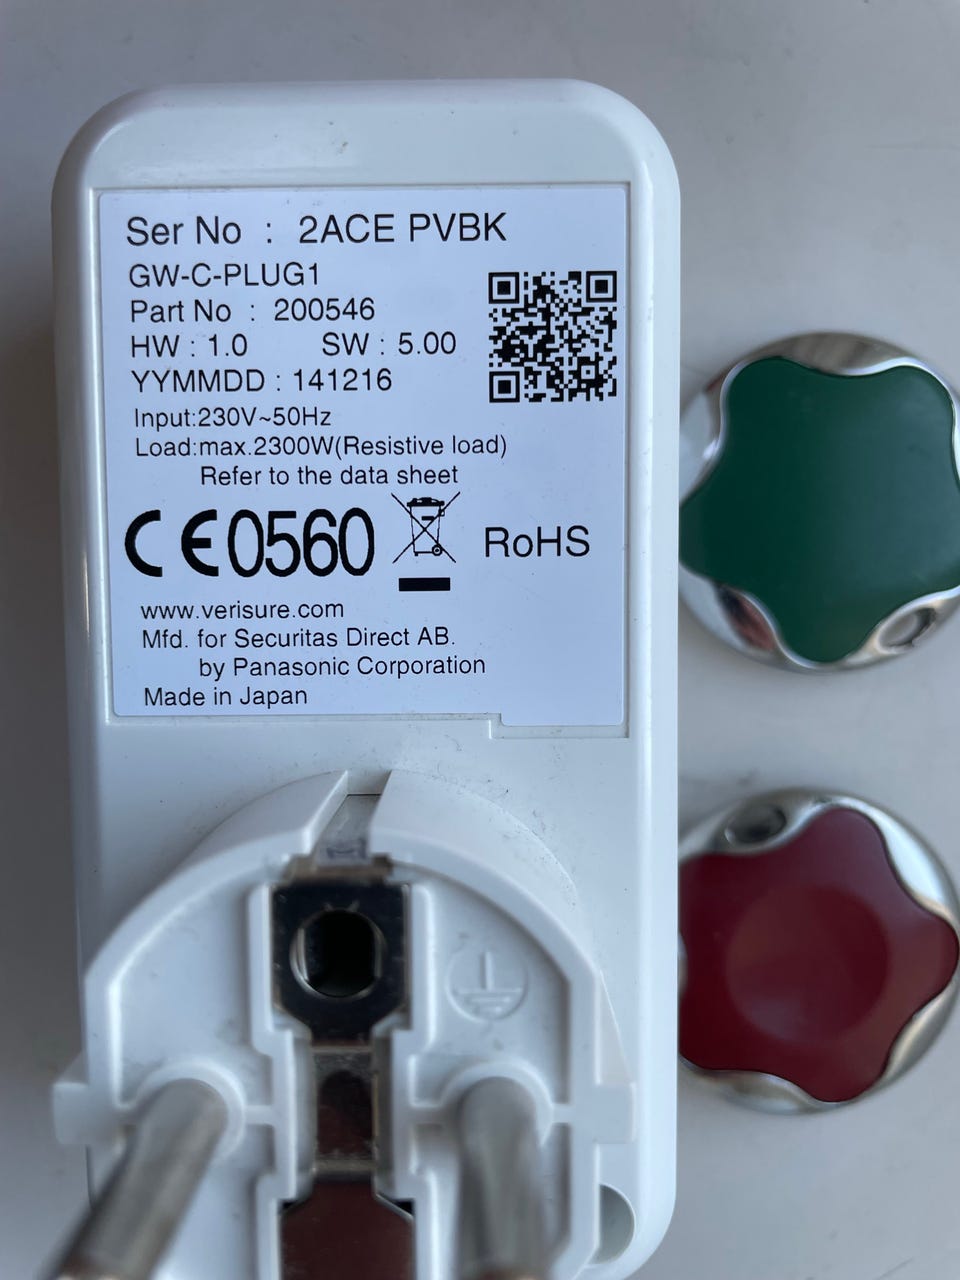 Ser No : 2ACE PVBK
GW-C-PLUG1
Part No : 200546
HW : 1.0 SW : 5.00
YYMMDD : 141216
Input:230V~50Hz
Load:max.2300W(Resistive load)
Refer to the data sheet
CE0560
RoHS
www.verisure.com
Mfd. for Securitas Direct AB.
by Panasonic Corporation
Made in Japan